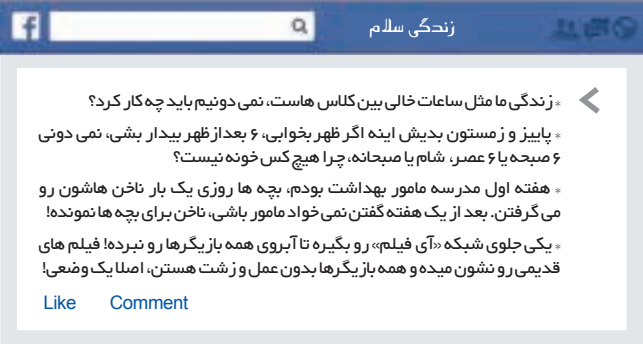 زندگی سلام
* زندگی ما مثل ساعات خالی بین کلاس هاست، نمی دونیم باید چه کار کرد؟
* پاییز و زمستون بدیش اینه اگر ظهر بخوابی، ۶ بعدازظهر بیدار بشی، نمی دونی
۶ صبحه یا ۶ عصر، شام یا صبحانه، چرا هیچ کس خونه نیست؟
* هفته اول مدرسه مامور بهداشت بودم، بچه ها روزی یک بار ناخن هاشون رو
می گرفتن. بعد از یک هفته گفتن نمی خواد مامور باشی، ناخن برای بچه ها نمونده!
* یکی جلوی شبکه «آی فیلم» رو بگیره تا آبروی همه بازیگرها رو نبرده! فیلم های
قدیمی رو نشون میده و همه بازیگرها بدون عمل و زشت هستن، اصلا یک وضعی!
Like Comment